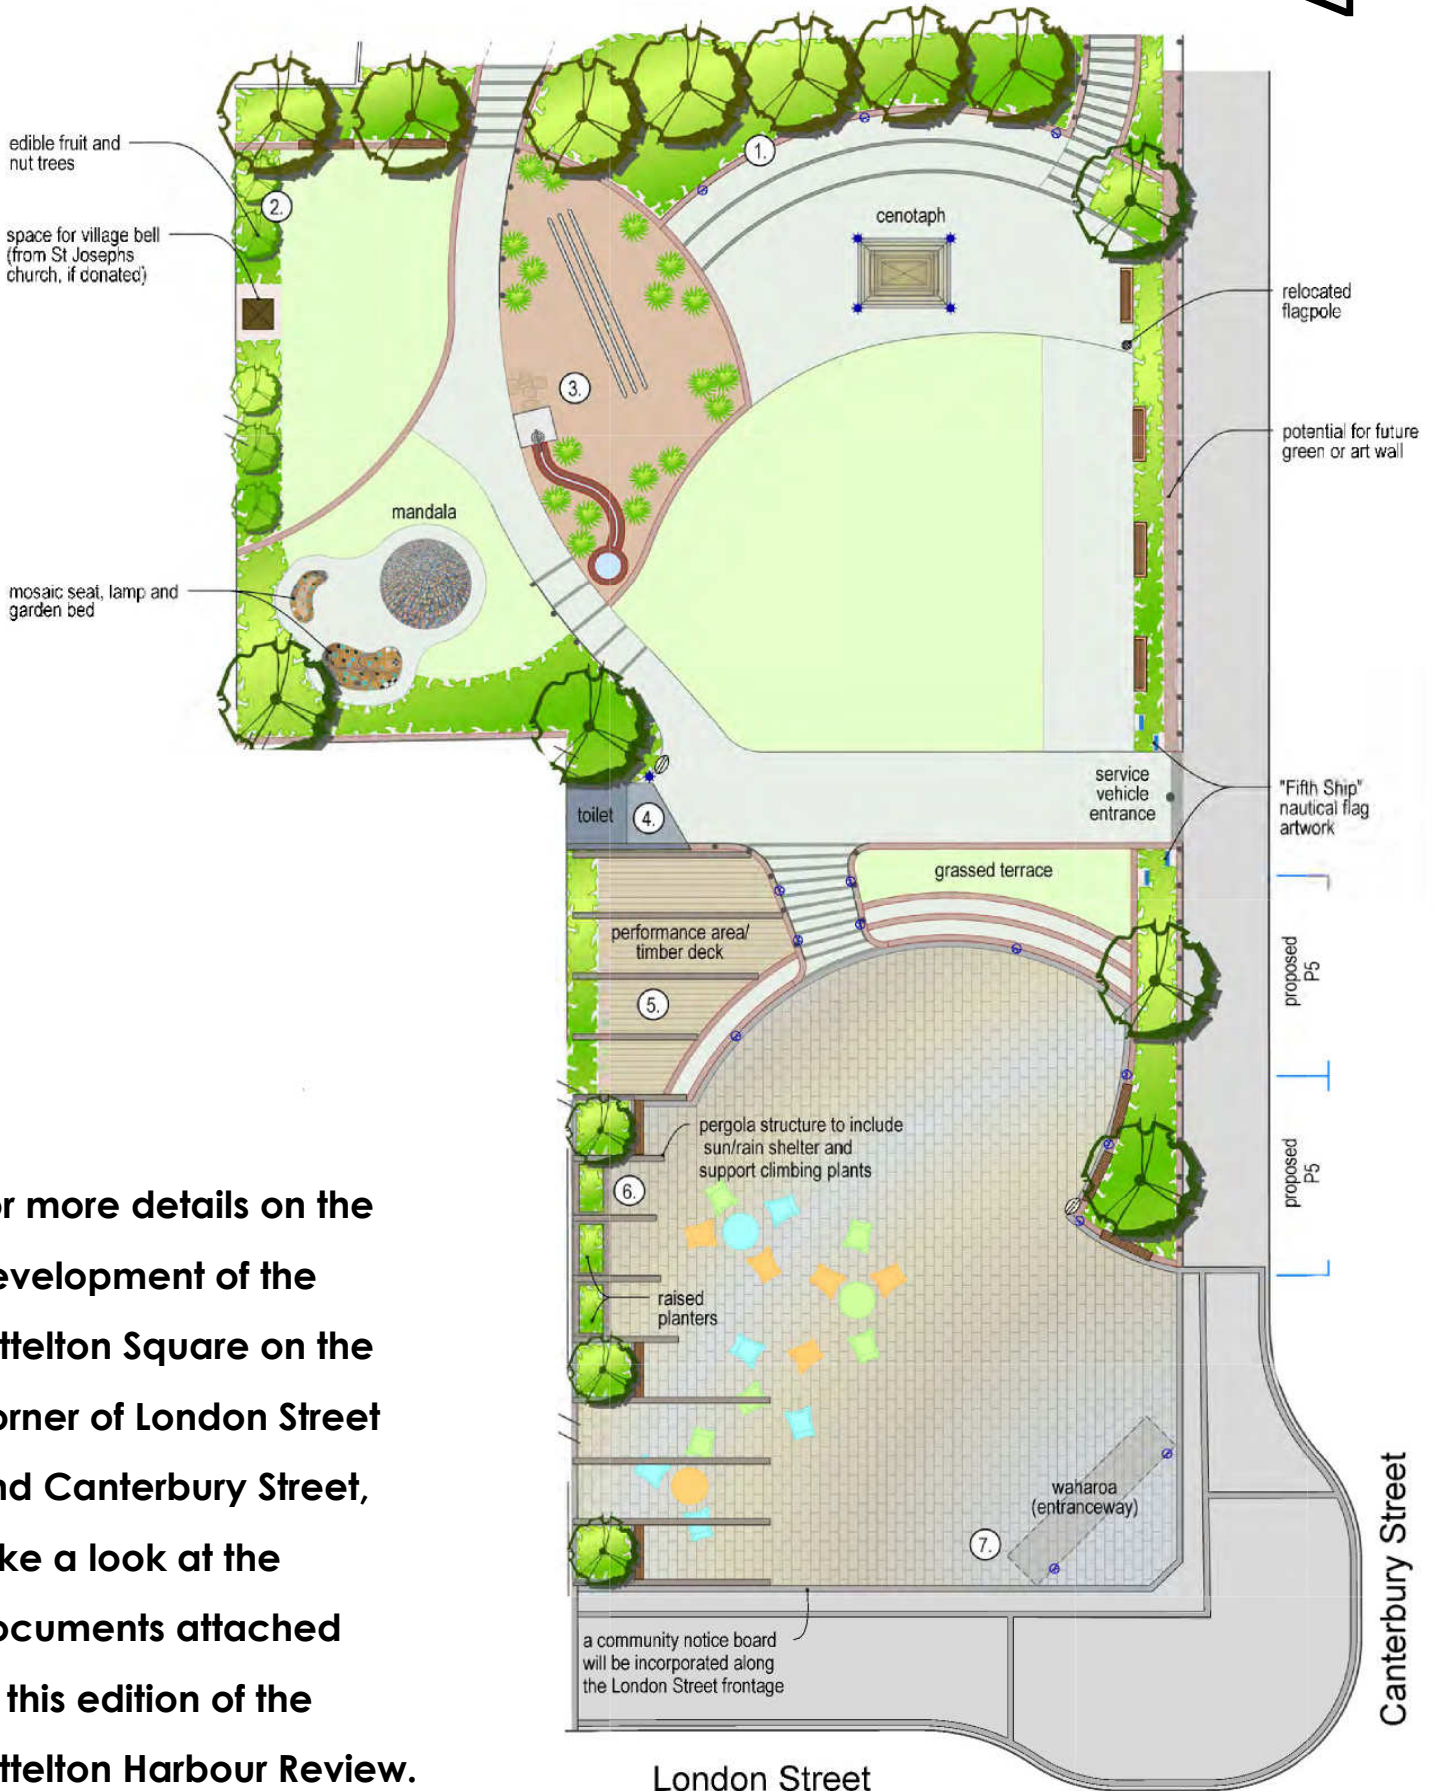 edible fruit and
nut trees
space for village bell
(from St Josephs
church, if donated)
mosaic seat, lamp and
garden bed
1.
2.
3.
cenotaph
mandala
relocated
flagpole
potential for future
green or art wall
service
vehicle
entrance
"Fifth Ship"
nautical flag
artwork
toilet
4.
grassed terrace
performance area/
timber deck
5.
proposed
P5
proposed
P5
pergola structure to include
sun/rain shelter and
support climbing plants
6.
raised
planters
waharoa
(entranceway)
7.
a community notice board
will be incorporated along
the London Street frontage
London Street
Canterbury Street
or more details on the
evelopment of the
ttelton Square on the
orner of London Street
nd Canterbury Street,
ke a look at the
ocuments attached
this edition of the
ttelton Harbour Review.